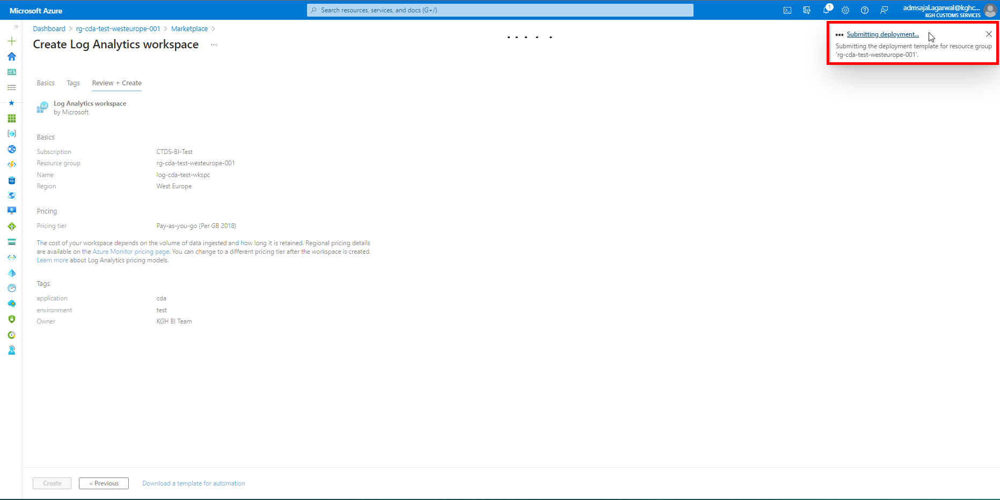 Microsoft Azure
Search resources, services, and docs (G+/)
1
admsajal.agarwal@kghc...
KGH CUSTOMS SERVICES
Dashboard > rg-cda-test-westeurope-001 > Marketplace >
Create Log Analytics workspace ...
Submitting deployment...
Submitting the deployment template for resource group
'rg-cda-test-westeurope-001'.
Basics Tags Review + Create
Log Analytics workspace
by Microsoft
Basics
Subscription CTDS-BI-Test
Resource group rg-cda-test-westeurope-001
Name log-cda-test-wkspc
Region West Europe
Pricing
Pricing tier Pay-as-you-go (Per GB 2018)
The cost of your workspace depends on the volume of data ingested and how long it is retained. Regional pricing details
are available on the Azure Monitor pricing page. You can change to a different pricing tier after the workspace is created.
Learn more about Log Analytics pricing models.
Tags
application cda
environment test
Owner KGH BI Team
Create « Previous Download a template for automation